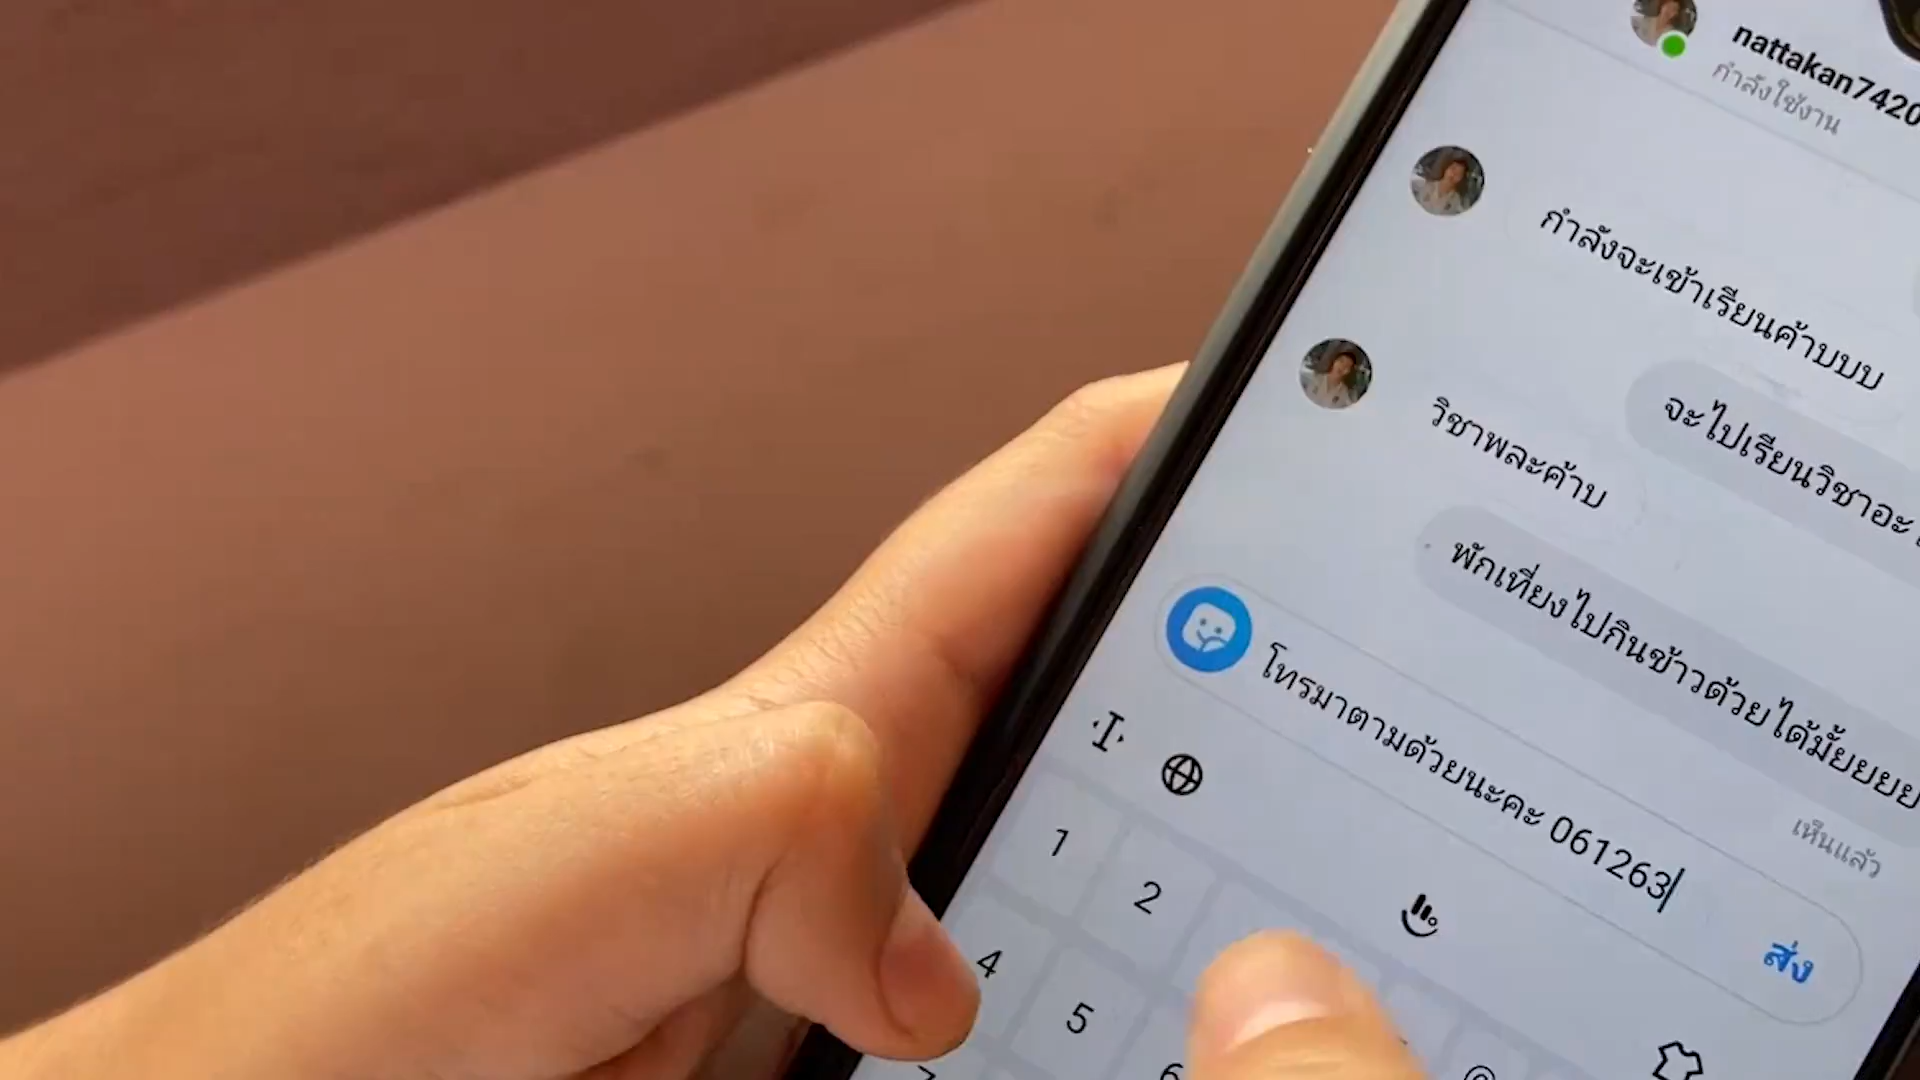 nattakan7420
กำลังใช้งาน
กำลังจะเข้าเรียนค้าบบบ
จะไปเรียนวิชาอะ
วิชาพละค้าบ
พักเที่ยงไปกินข้าวด้วยได้มั้ยยยย
เห็นแล้ว
โทรมาตามด้วยนะคะ 061263
ส่ง
1
2
4
5
6
@